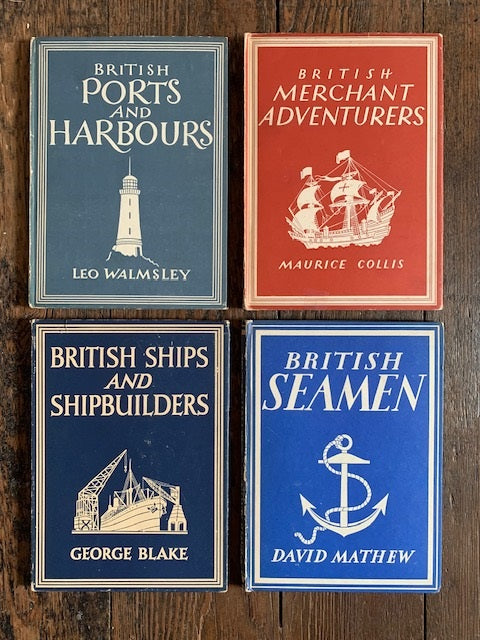 BRITISH
PORTS
AND
HARBOURS
LEO WALMSLEY
BRITISH
MERCHANT
ADVENTURERS
MAURICE COLLIS
BRITISH SHIPS
AND
SHIPBUILDERS
GEORGE BLAKE
BRITISH
SEAMEN
DAVID MATHEW